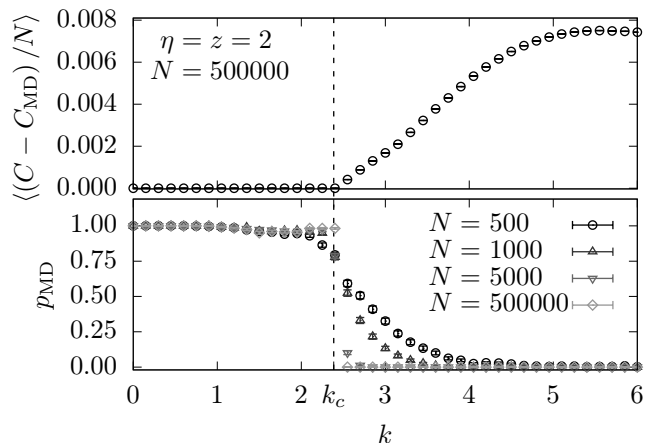 ⟨(C − C_MD) /N⟩
0.008
0.006
0.004
0.002
0.000
η = z = 2
N = 500000
p_MD
1.00
0.75
0.50
0.25
0.00
N = 500
N = 1000
N = 5000
N = 500000
0 1 2 k_c 3 4 5 6
k